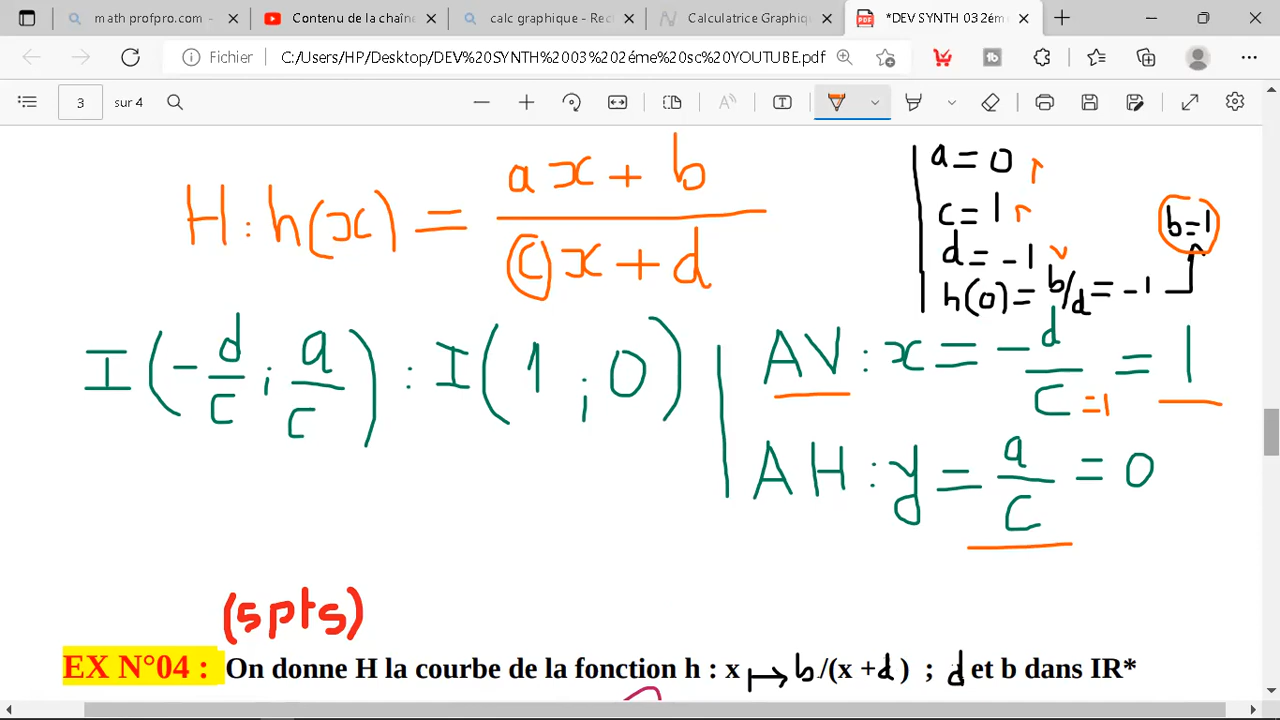 math profpro.com -
Contenu de la chaîne
calc graphique - Rec
Calculatrice Graphiq
*DEV SYNTH 03 2ém
Fichier
C:/Users/HP/Desktop/DEV%20SYNTH%2003%202éme%20sc%20YOUTUBE.pdf
3 sur 4
H : h(x) = (ax + b)/(cx + d)
a = 0
c = 1
d = -1
h(0) = b/d = -1
b=1
I(-d/c ; a/c) : I(1 ; 0)
AV : x = -d/c = 1
=1
AH : y = a/c = 0
(5pts)
EX N°04 : On donne H la courbe de la fonction h : x ↦ b /(x +d) ; d et b dans IR*